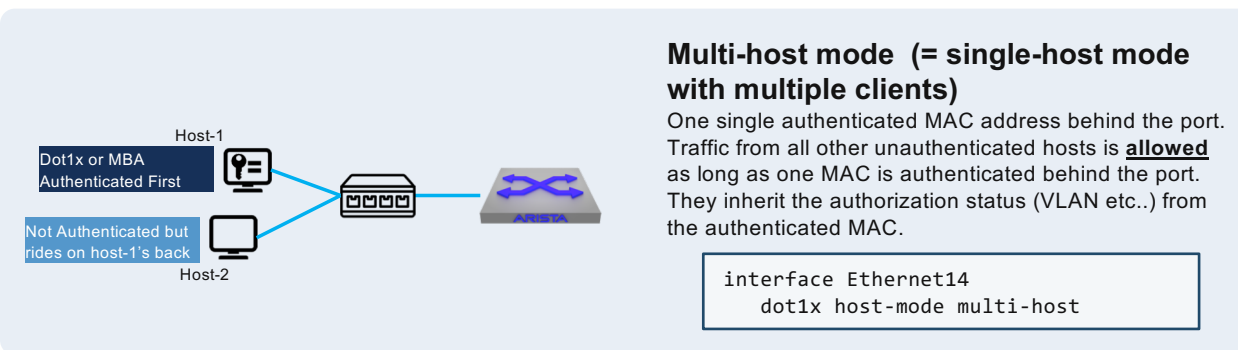 Multi-host mode (= single-host mode
with multiple clients)
One single authenticated MAC address behind the port.
Traffic from all other unauthenticated hosts is allowed
as long as one MAC is authenticated behind the port.
They inherit the authorization status (VLAN etc..) from
the authenticated MAC.
interface Ethernet14
   dot1x host-mode multi-host
Host-1
Dot1x or MBA
Authenticated First
Not Authenticated but
rides on host-1's back
Host-2
ARISTA